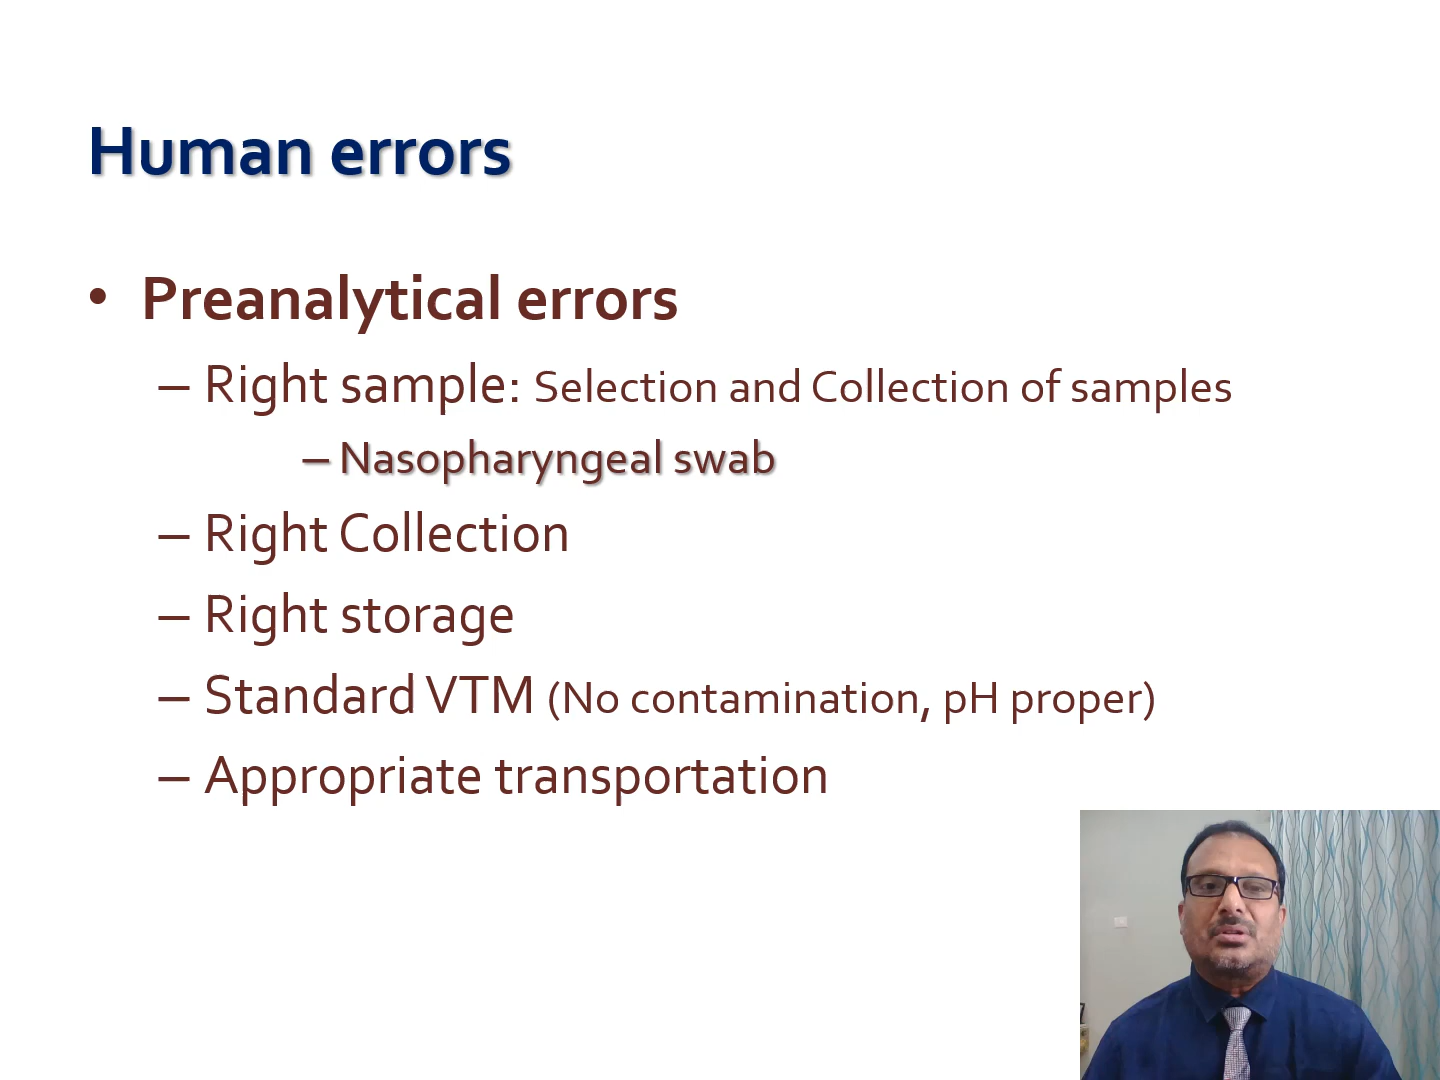 Human errors
• Preanalytical errors
– Right sample: Selection and Collection of samples
– Nasopharyngeal swab
– Right Collection
– Right storage
– Standard VTM (No contamination, pH proper)
– Appropriate transportation